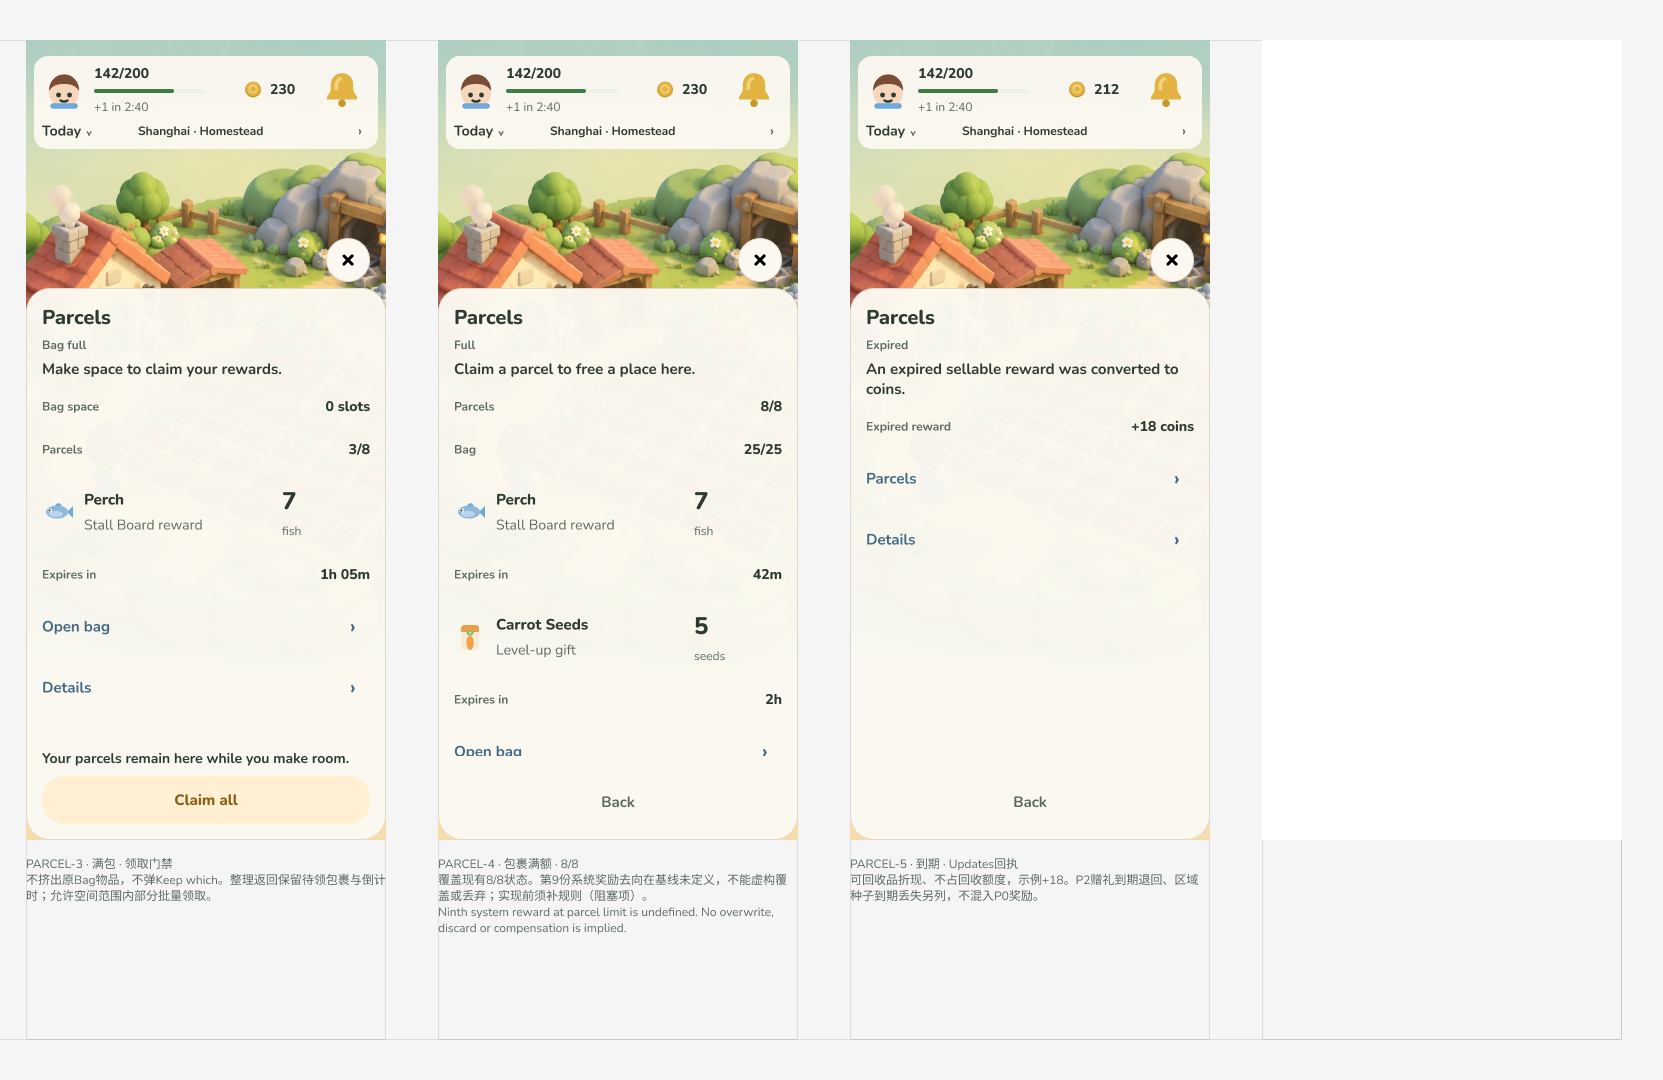 142/200
230
+1 in 2:40
Today ˅ Shanghai · Homestead ›
Parcels
Bag full
Make space to claim your rewards.
Bag space 0 slots
Parcels 3/8
Perch 7
Stall Board reward fish
Expires in 1h 05m
Open bag ›
Details ›
Your parcels remain here while you make room.
Claim all
PARCEL-3 · 满包 · 领取门禁
不挤出原Bag物品，不弹Keep which。整理返回保留待领包裹与倒计
时；允许空间范围内部分批量领取。
142/200
230
+1 in 2:40
Today ˅ Shanghai · Homestead ›
Parcels
Full
Claim a parcel to free a place here.
Parcels 8/8
Bag 25/25
Perch 7
Stall Board reward fish
Expires in 42m
Carrot Seeds 5
Level-up gift seeds
Expires in 2h
Open bag ›
Back
PARCEL-4 · 包裹满额 · 8/8
覆盖现有8/8状态。第9份系统奖励去向在基线未定义，不能虚构覆
盖或丢弃；实现前须补规则（阻塞项）。
Ninth system reward at parcel limit is undefined. No overwrite,
discard or compensation is implied.
142/200
212
+1 in 2:40
Today ˅ Shanghai · Homestead ›
Parcels
Expired
An expired sellable reward was converted to
coins.
Expired reward +18 coins
Parcels ›
Details ›
Back
PARCEL-5 · 到期 · Updates回执
可回收品折现、不占回收额度，示例+18。P2赠礼到期退回、区域
种子到期丢失另列，不混入P0奖励。